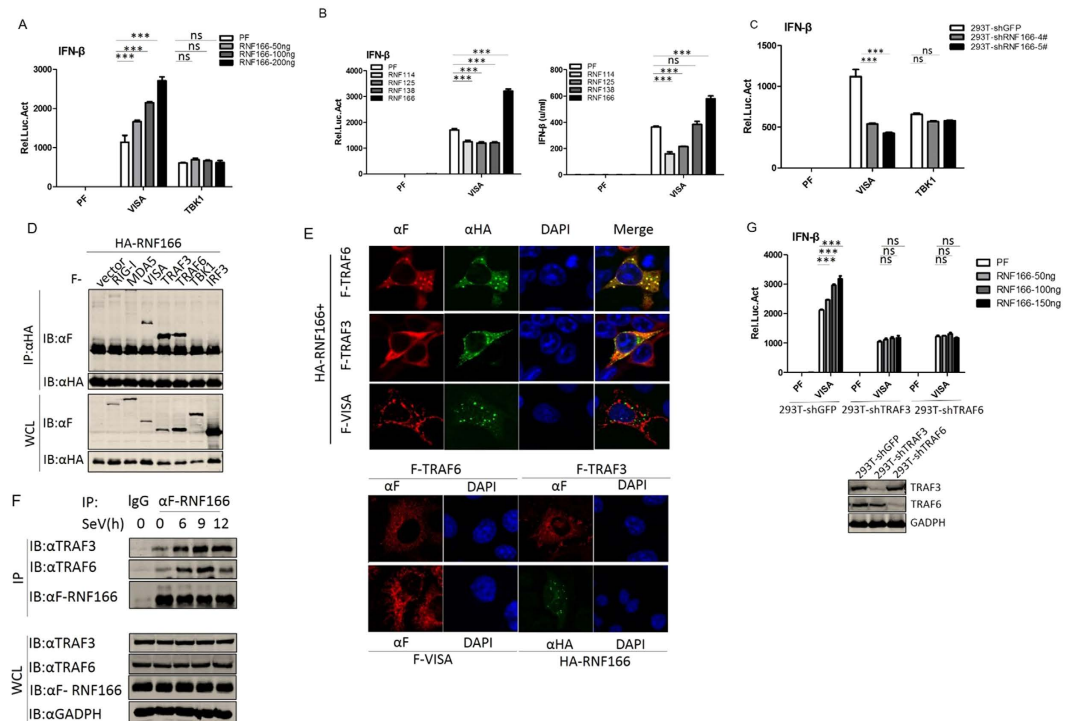 A
IFN-β
PF
RNF166-50ng
RNF166-100ng
RNF166-200ng
***
***
***
ns
ns
ns
Rel.Luc.Act
3000
2000
1000
0
PF
VISA
TBK1
B
IFN-β
PF
RNF114
RNF125
RNF138
RNF166
***
***
***
***
Rel.Luc.Act
4000
3000
2000
1000
0
PF
VISA
PF
RNF114
RNF125
RNF138
RNF166
***
ns
***
***
IFN-β (u/ml)
800
600
400
200
0
PF
VISA
C
293T-shGFP
293T-shRNF166-4#
293T-shRNF166-5#
IFN-β
***
***
ns
ns
Rel.Luc.Act
1500
1000
500
0
PF
VISA
TBK1
D
HA-RNF166
F-
vector
RIG-I
MDA5
VISA
TRAF3
TRAF6
TBK1
IRF3
IP:αHA
IB:αF
IB:αHA
WCL
IB:αF
IB:αHA
E
αF αHA DAPI Merge
HA-RNF166+
F-TRAF6
F-TRAF3
F-VISA
F-TRAF6 F-TRAF3
αF DAPI αF DAPI
αF DAPI αHA DAPI
F-VISA HA-RNF166
F
IP: IgG αF-RNF166
SeV(h) 0 0 6 9 12
IP
IB:αTRAF3
IB:αTRAF6
IB:αF-RNF166
WCL
IB:αTRAF3
IB:αTRAF6
IB:αF- RNF166
IB:αGADPH
G
IFN-β
***
***
***
ns
ns
ns
ns
ns
ns
PF
RNF166-50ng
RNF166-100ng
RNF166-150ng
Rel.Luc.Act
5000
4000
3000
2000
1000
0
PF VISA PF VISA PF VISA
293T-shGFP 293T-shTRAF3 293T-shTRAF6
293T-shGFP
293T-shTRAF3
293T-shTRAF6
TRAF3
TRAF6
GADPH